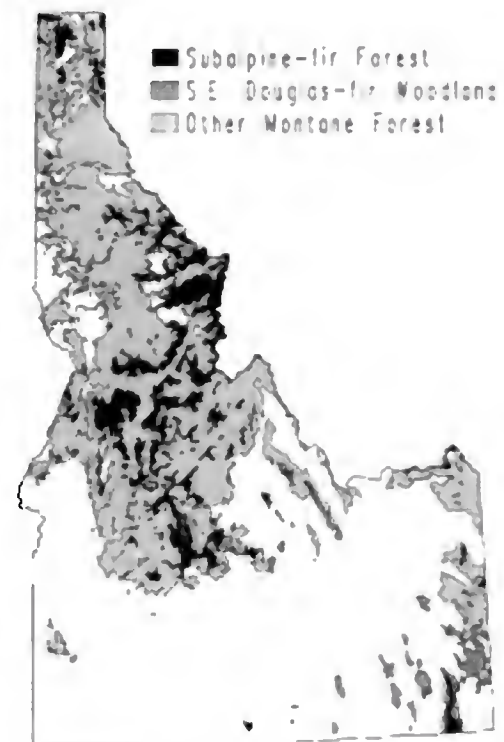 Subalpine-fir Forest
S.E. Douglas-fir Woodland
Other Montane Forest